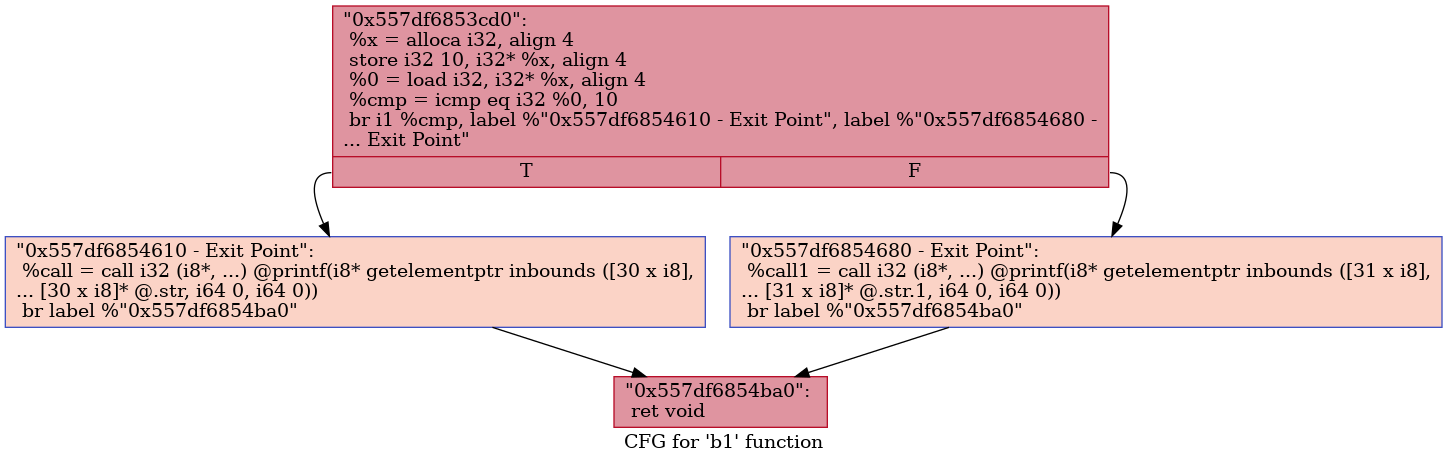 "0x557df6853cd0":
%x = alloca i32, align 4
store i32 10, i32* %x, align 4
%0 = load i32, i32* %x, align 4
%cmp = icmp eq i32 %0, 10
br i1 %cmp, label %"0x557df6854610 - Exit Point", label %"0x557df6854680 -
... Exit Point"
T
F
"0x557df6854610 - Exit Point":
%call = call i32 (i8*, ...) @printf(i8* getelementptr inbounds ([30 x i8],
... [30 x i8]* @.str, i64 0, i64 0))
br label %"0x557df6854ba0"
"0x557df6854680 - Exit Point":
%call1 = call i32 (i8*, ...) @printf(i8* getelementptr inbounds ([31 x i8],
... [31 x i8]* @.str.1, i64 0, i64 0))
br label %"0x557df6854ba0"
"0x557df6854ba0":
ret void
CFG for 'b1' function